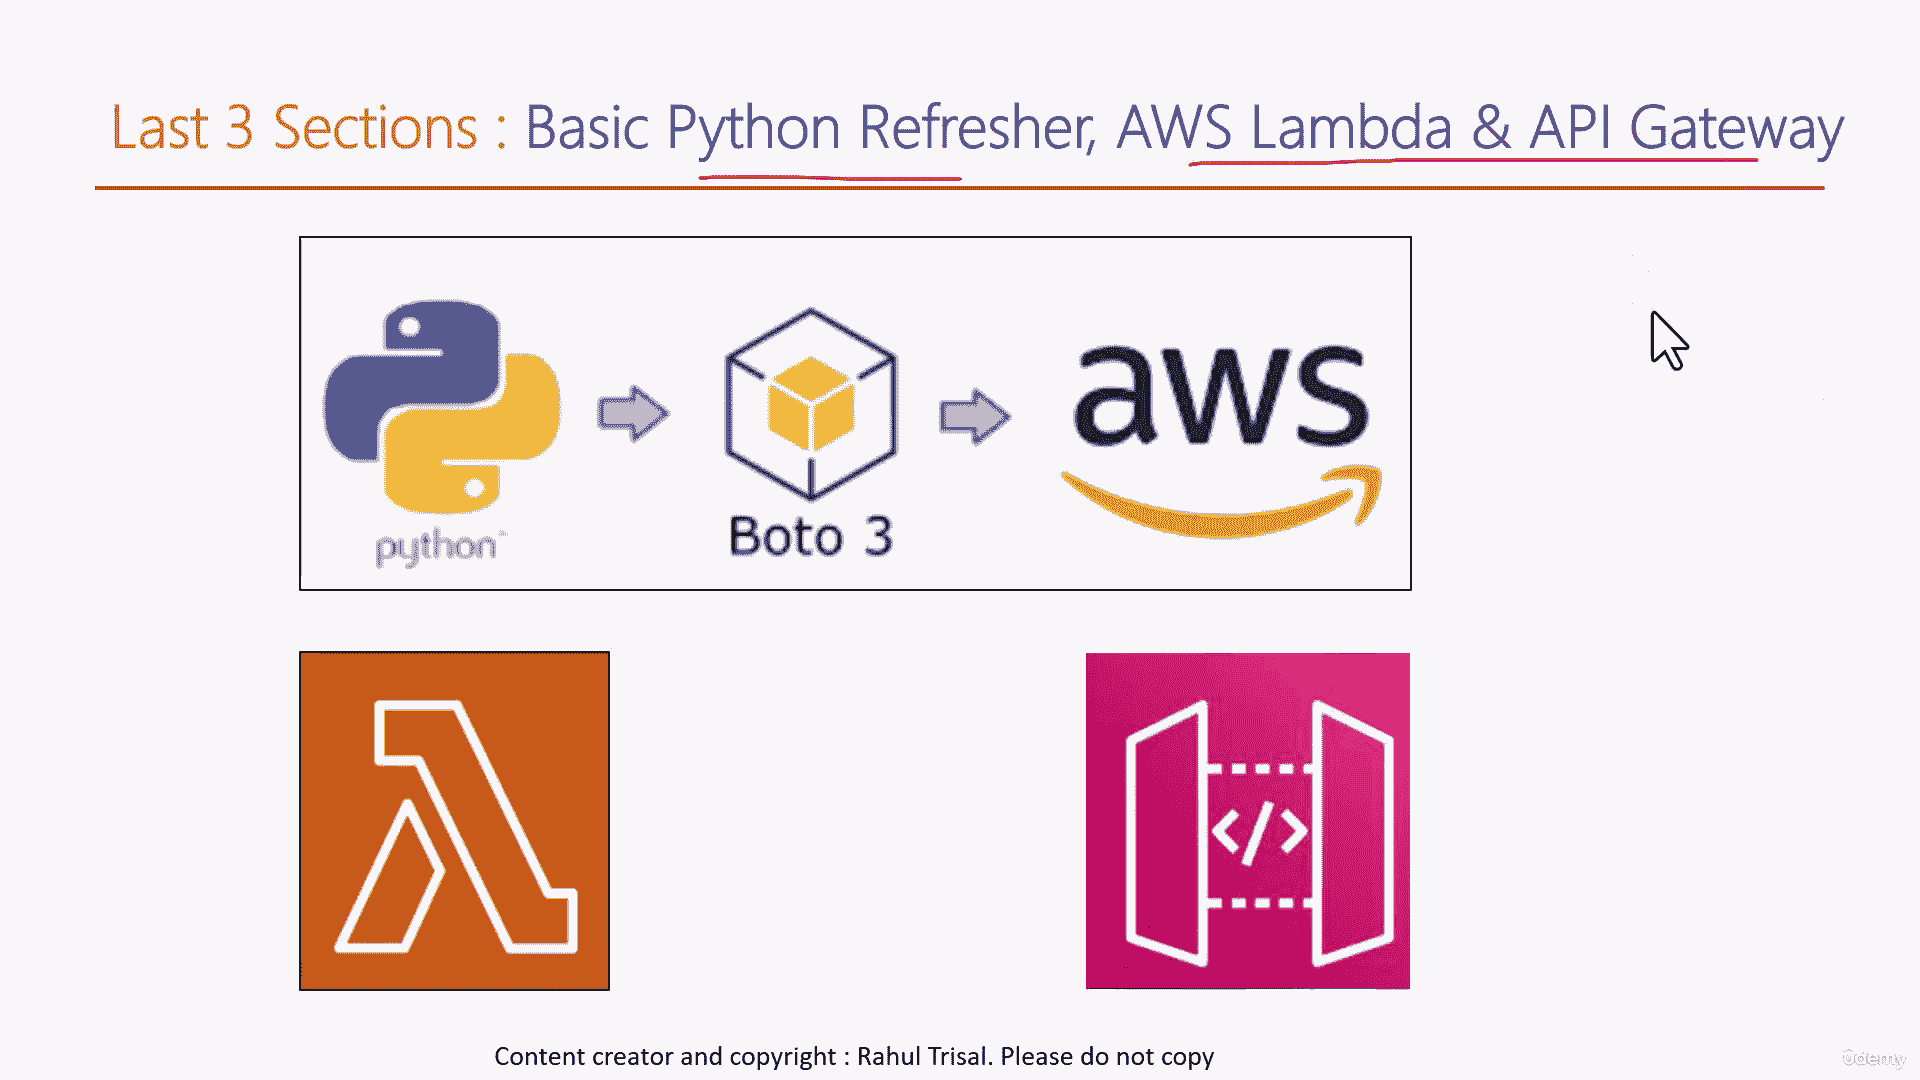 Last 3 Sections : Basic Python Refresher, AWS Lambda & API Gateway
python
Boto 3
aws
</>
Content creator and copyright : Rahul Trisal. Please do not copy
Udemy